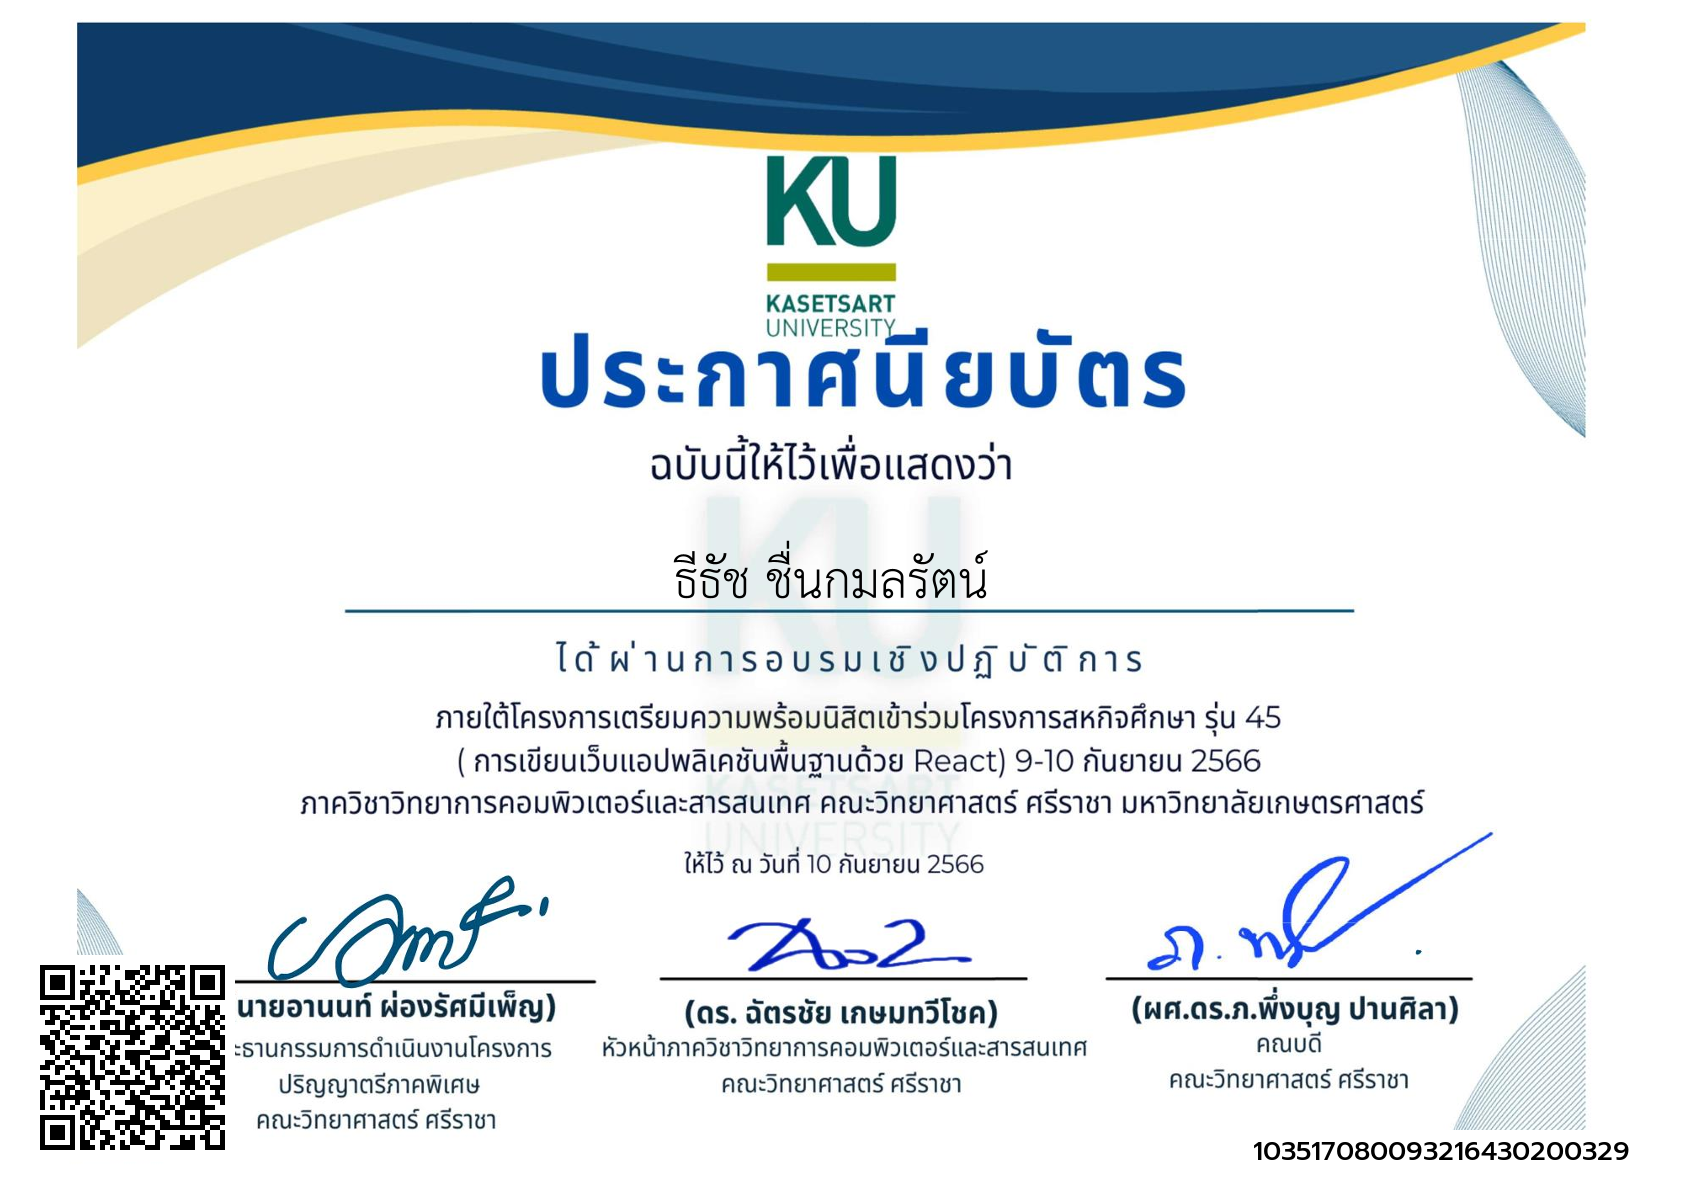 KU
KASETSART
UNIVERSITY
ประกาศนียบัตร
ฉบับนี้ให้ไว้เพื่อแสดงว่า
ธีธัช ชื่นกมลรัตน์
ได้ผ่านการอบรมเชิงปฏิบัติการ
ภายใต้โครงการเตรียมความพร้อมนิสิตเข้าร่วมโครงการสหกิจศึกษา รุ่น 45
( การเขียนเว็บแอปพลิเคชันพื้นฐานด้วย React) 9-10 กันยายน 2566
ภาควิชาวิทยาการคอมพิวเตอร์และสารสนเทศ คณะวิทยาศาสตร์ ศรีราชา มหาวิทยาลัยเกษตรศาสตร์
ให้ไว้ ณ วันที่ 10 กันยายน 2566
นายอานนท์ ผ่องรัศมีเพ็ญ)
ะธานกรรมการดำเนินงานโครงการ
ปริญญาตรีภาคพิเศษ
คณะวิทยาศาสตร์ ศรีราชา
(ดร. ฉัตรชัย เกษมทวีโชค)
หัวหน้าภาควิชาวิทยาการคอมพิวเตอร์และสารสนเทศ
คณะวิทยาศาสตร์ ศรีราชา
(ผศ.ดร.ภ.พึ่งบุญ ปานศิลา)
คณบดี
คณะวิทยาศาสตร์ ศรีราชา
103517080093216430200329